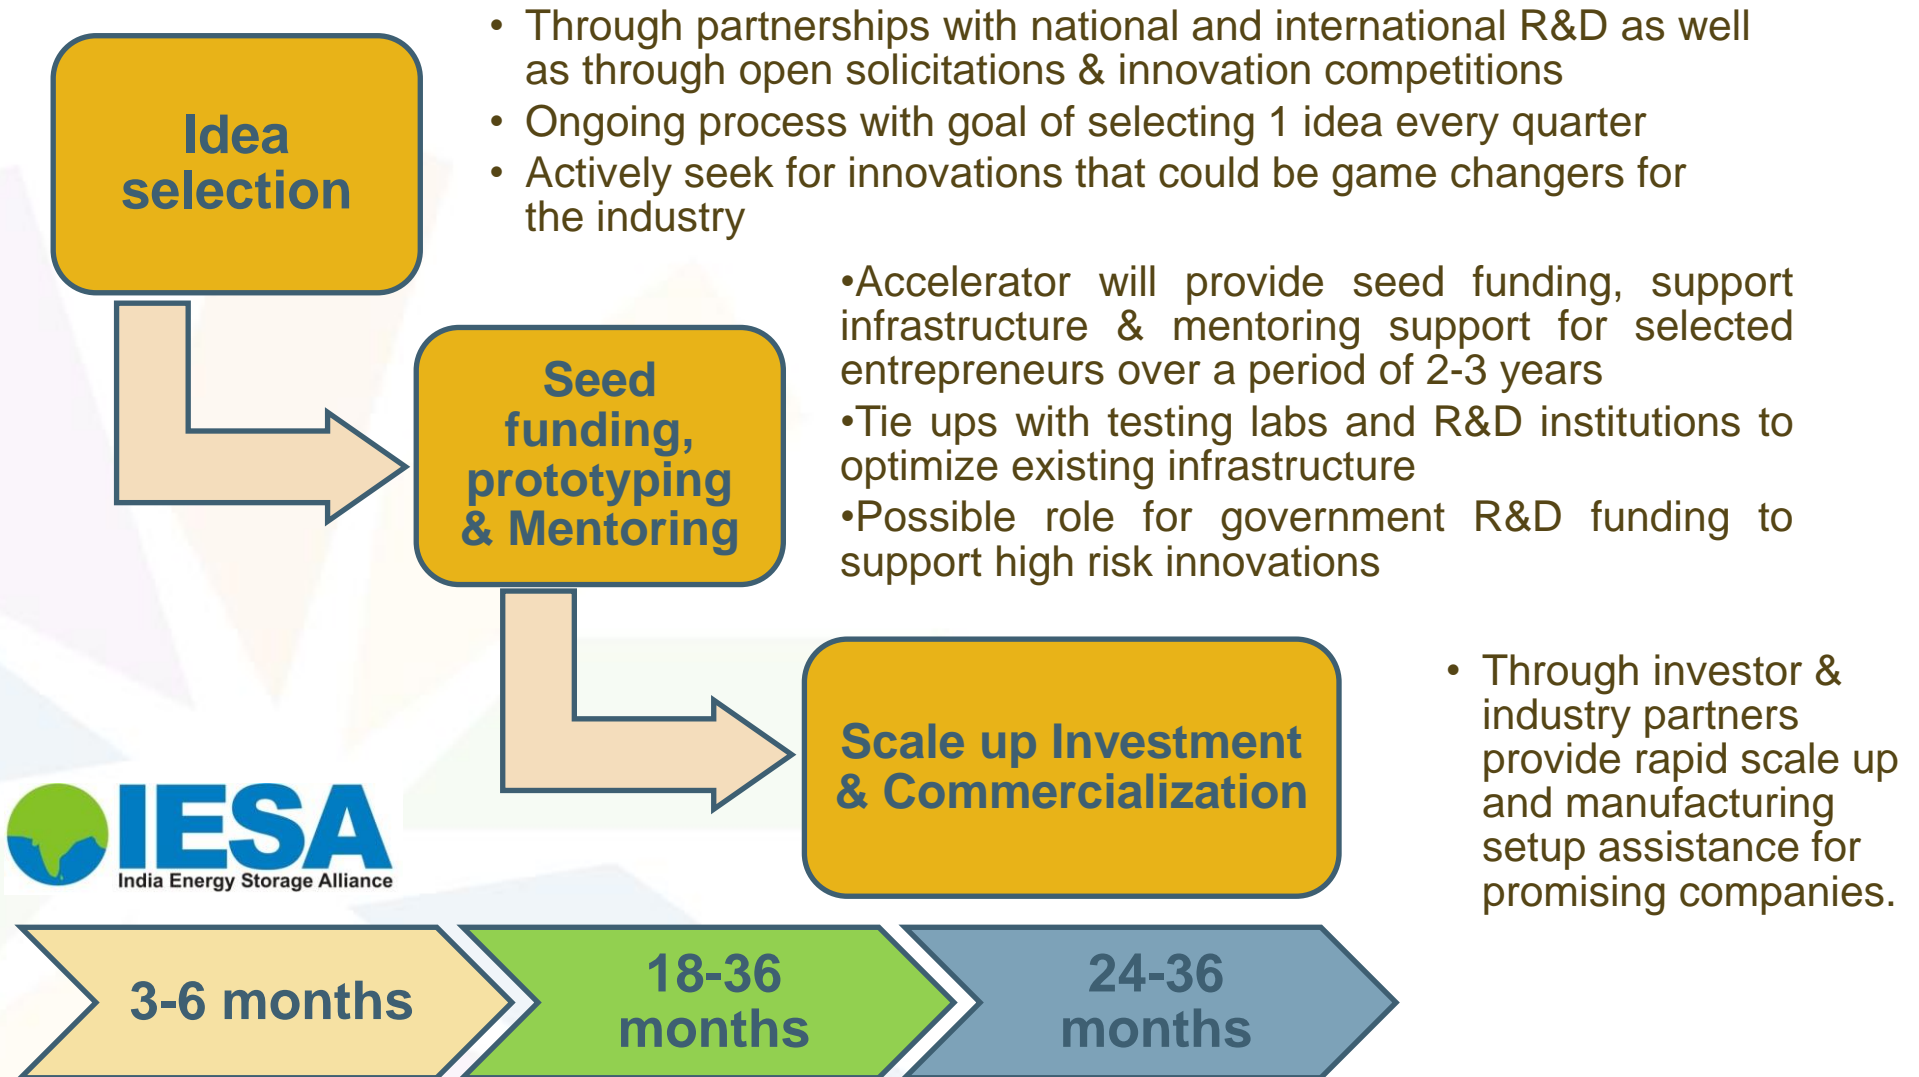 Idea
selection
• Through partnerships with national and international R&D as well
as through open solicitations & innovation competitions
• Ongoing process with goal of selecting 1 idea every quarter
• Actively seek for innovations that could be game changers for
the industry
Seed
funding,
prototyping
& Mentoring
•Accelerator will provide seed funding, support
infrastructure & mentoring support for selected
entrepreneurs over a period of 2-3 years
•Tie ups with testing labs and R&D institutions to
optimize existing infrastructure
•Possible role for government R&D funding to
support high risk innovations
Scale up Investment
& Commercialization
• Through investor &
industry partners
provide rapid scale up
and manufacturing
setup assistance for
promising companies.
IESA
India Energy Storage Alliance
3-6 months
18-36
months
24-36
months